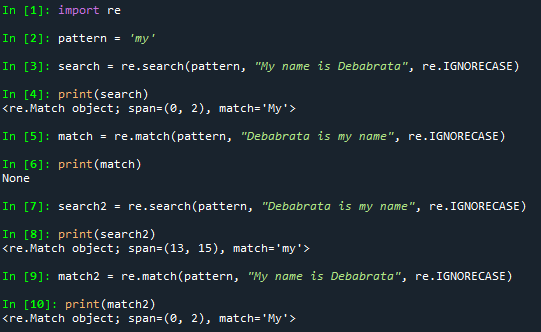 In [1]: import re
In [2]: pattern = 'my'
In [3]: search = re.search(pattern, "My name is Debabrata", re.IGNORECASE)
In [4]: print(search)
<re.Match object; span=(0, 2), match='My'>
In [5]: match = re.match(pattern, "Debabrata is my name", re.IGNORECASE)
In [6]: print(match)
None
In [7]: search2 = re.search(pattern, "Debabrata is my name", re.IGNORECASE)
In [8]: print(search2)
<re.Match object; span=(13, 15), match='my'>
In [9]: match2 = re.match(pattern, "My name is Debabrata", re.IGNORECASE)
In [10]: print(match2)
<re.Match object; span=(0, 2), match='My'>